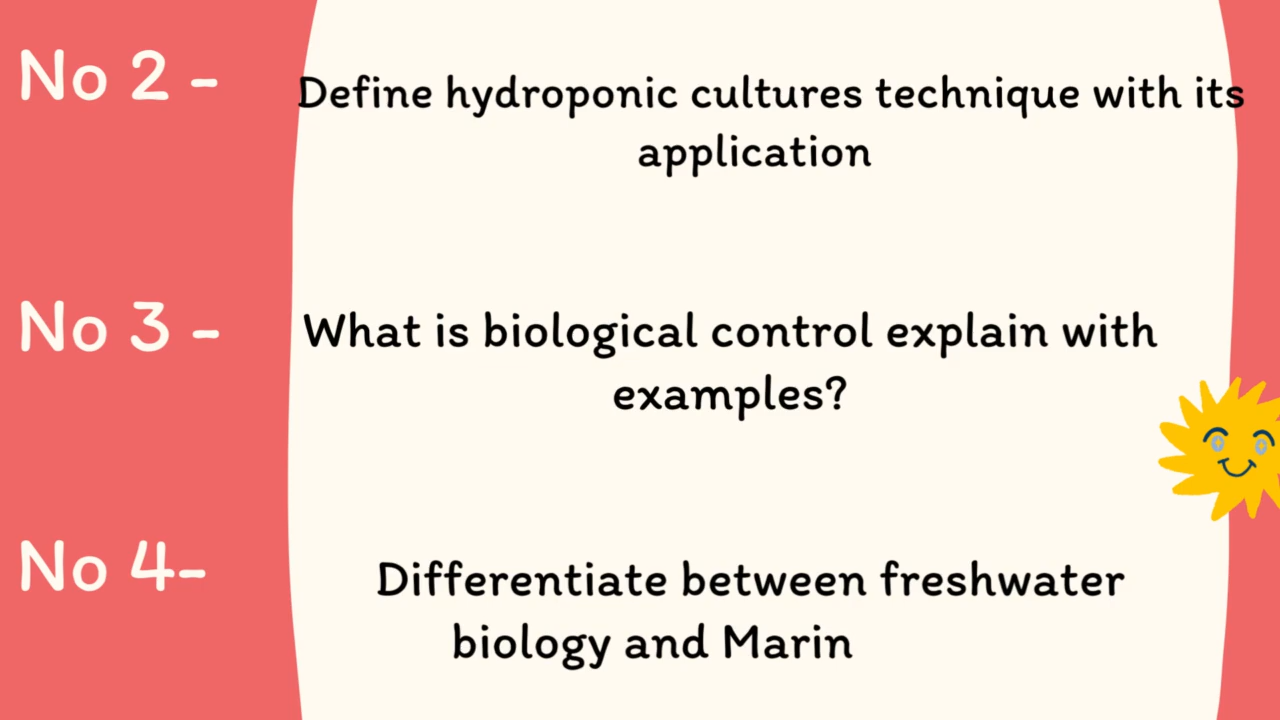 No 2 -
Define hydroponic cultures technique with its
application
No 3 -
What is biological control explain with
examples?
No 4-
Differentiate between freshwater
biology and Marin